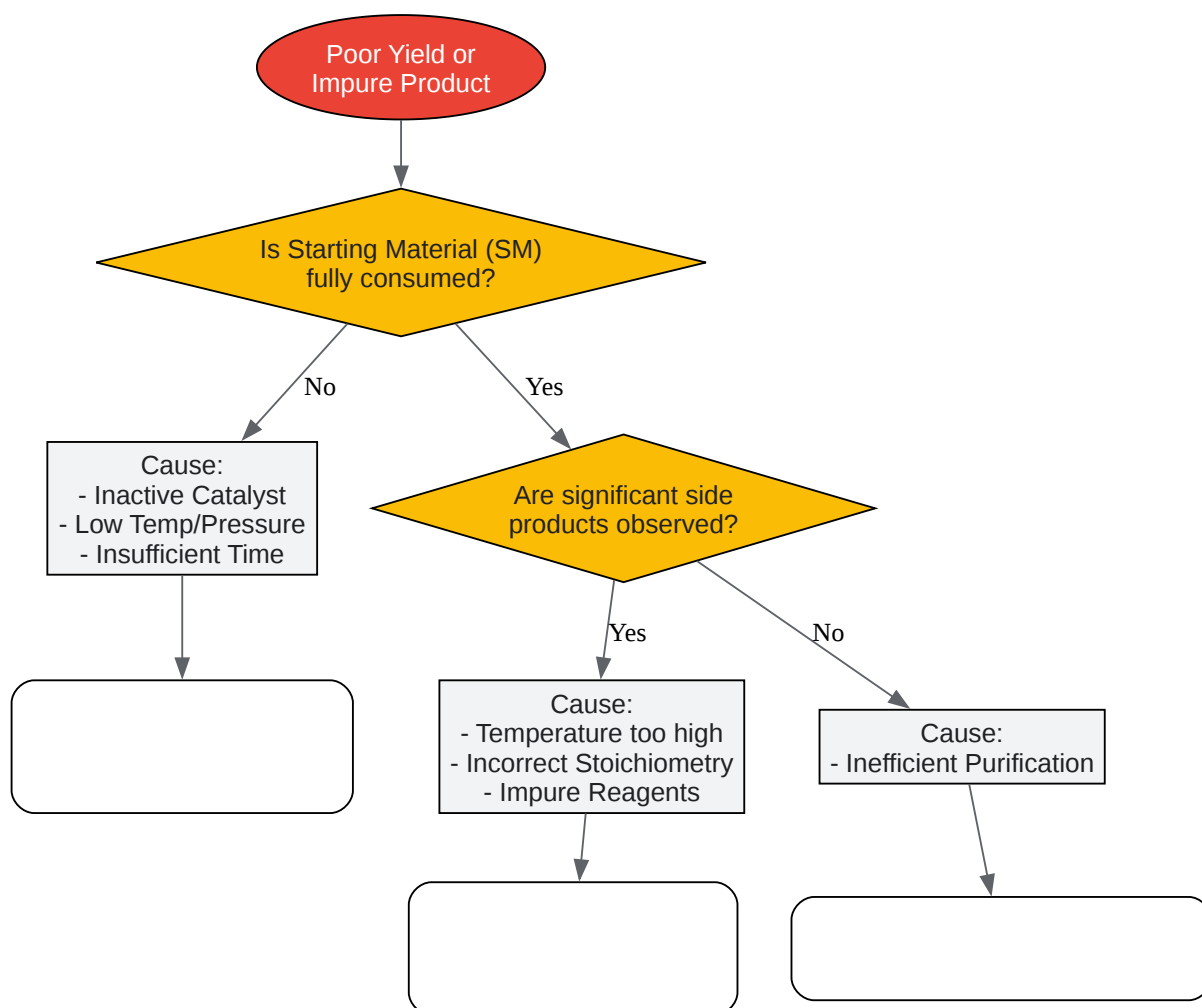 Poor Yield or
Impure Product
Is Starting Material (SM)
fully consumed?
No
Yes
Cause:
- Inactive Catalyst
- Low Temp/Pressure
- Insufficient Time
Are significant side
products observed?
Yes
No
Cause:
- Temperature too high
- Incorrect Stoichiometry
- Impure Reagents
Cause:
- Inefficient Purification